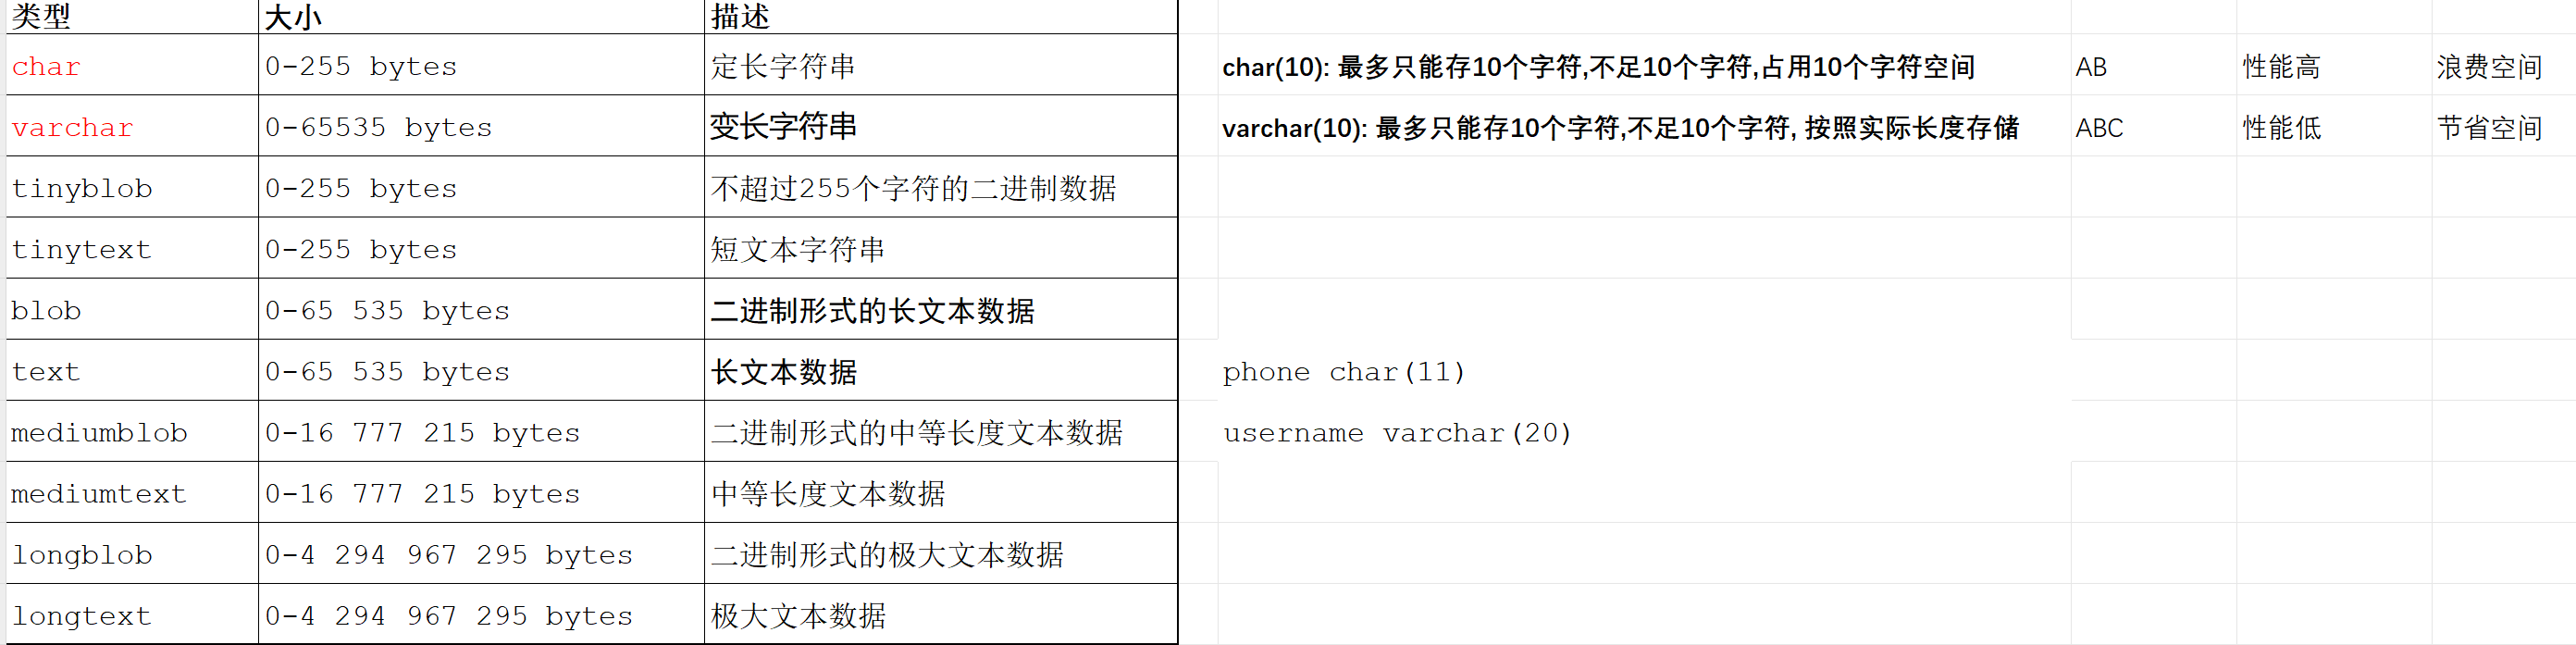 类型 大小 描述
char 0-255 bytes 定长字符串 char(10): 最多只能存10个字符,不足10个字符,占用10个字符空间 AB 性能高 浪费空间
varchar 0-65535 bytes 变长字符串 varchar(10): 最多只能存10个字符,不足10个字符, 按照实际长度存储 ABC 性能低 节省空间
tinyblob 0-255 bytes 不超过255个字符的二进制数据
tinytext 0-255 bytes 短文本字符串
blob 0-65 535 bytes 二进制形式的长文本数据
text 0-65 535 bytes 长文本数据 phone char(11)
mediumblob 0-16 777 215 bytes 二进制形式的中等长度文本数据 username varchar(20)
mediumtext 0-16 777 215 bytes 中等长度文本数据
longblob 0-4 294 967 295 bytes 二进制形式的极大文本数据
longtext 0-4 294 967 295 bytes 极大文本数据